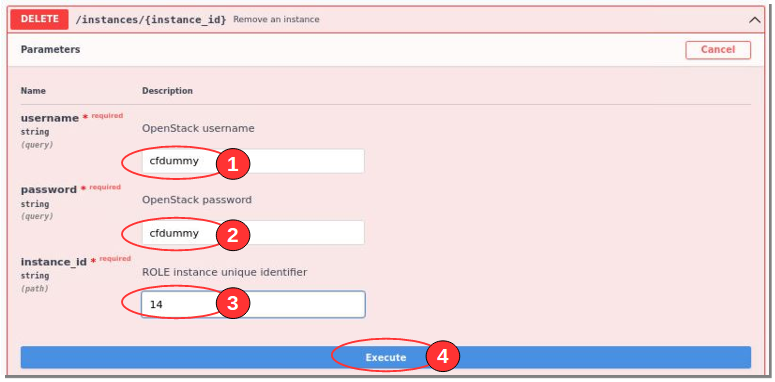 DELETE /instances/{instance_id} Remove an instance
Parameters Cancel
Name Description
username * required
string
(query)
OpenStack username
cfdummy 1
password * required
string
(query)
OpenStack password
cfdummy 2
instance_id * required
string
(path)
ROLE instance unique identifier
14 3
Execute 4